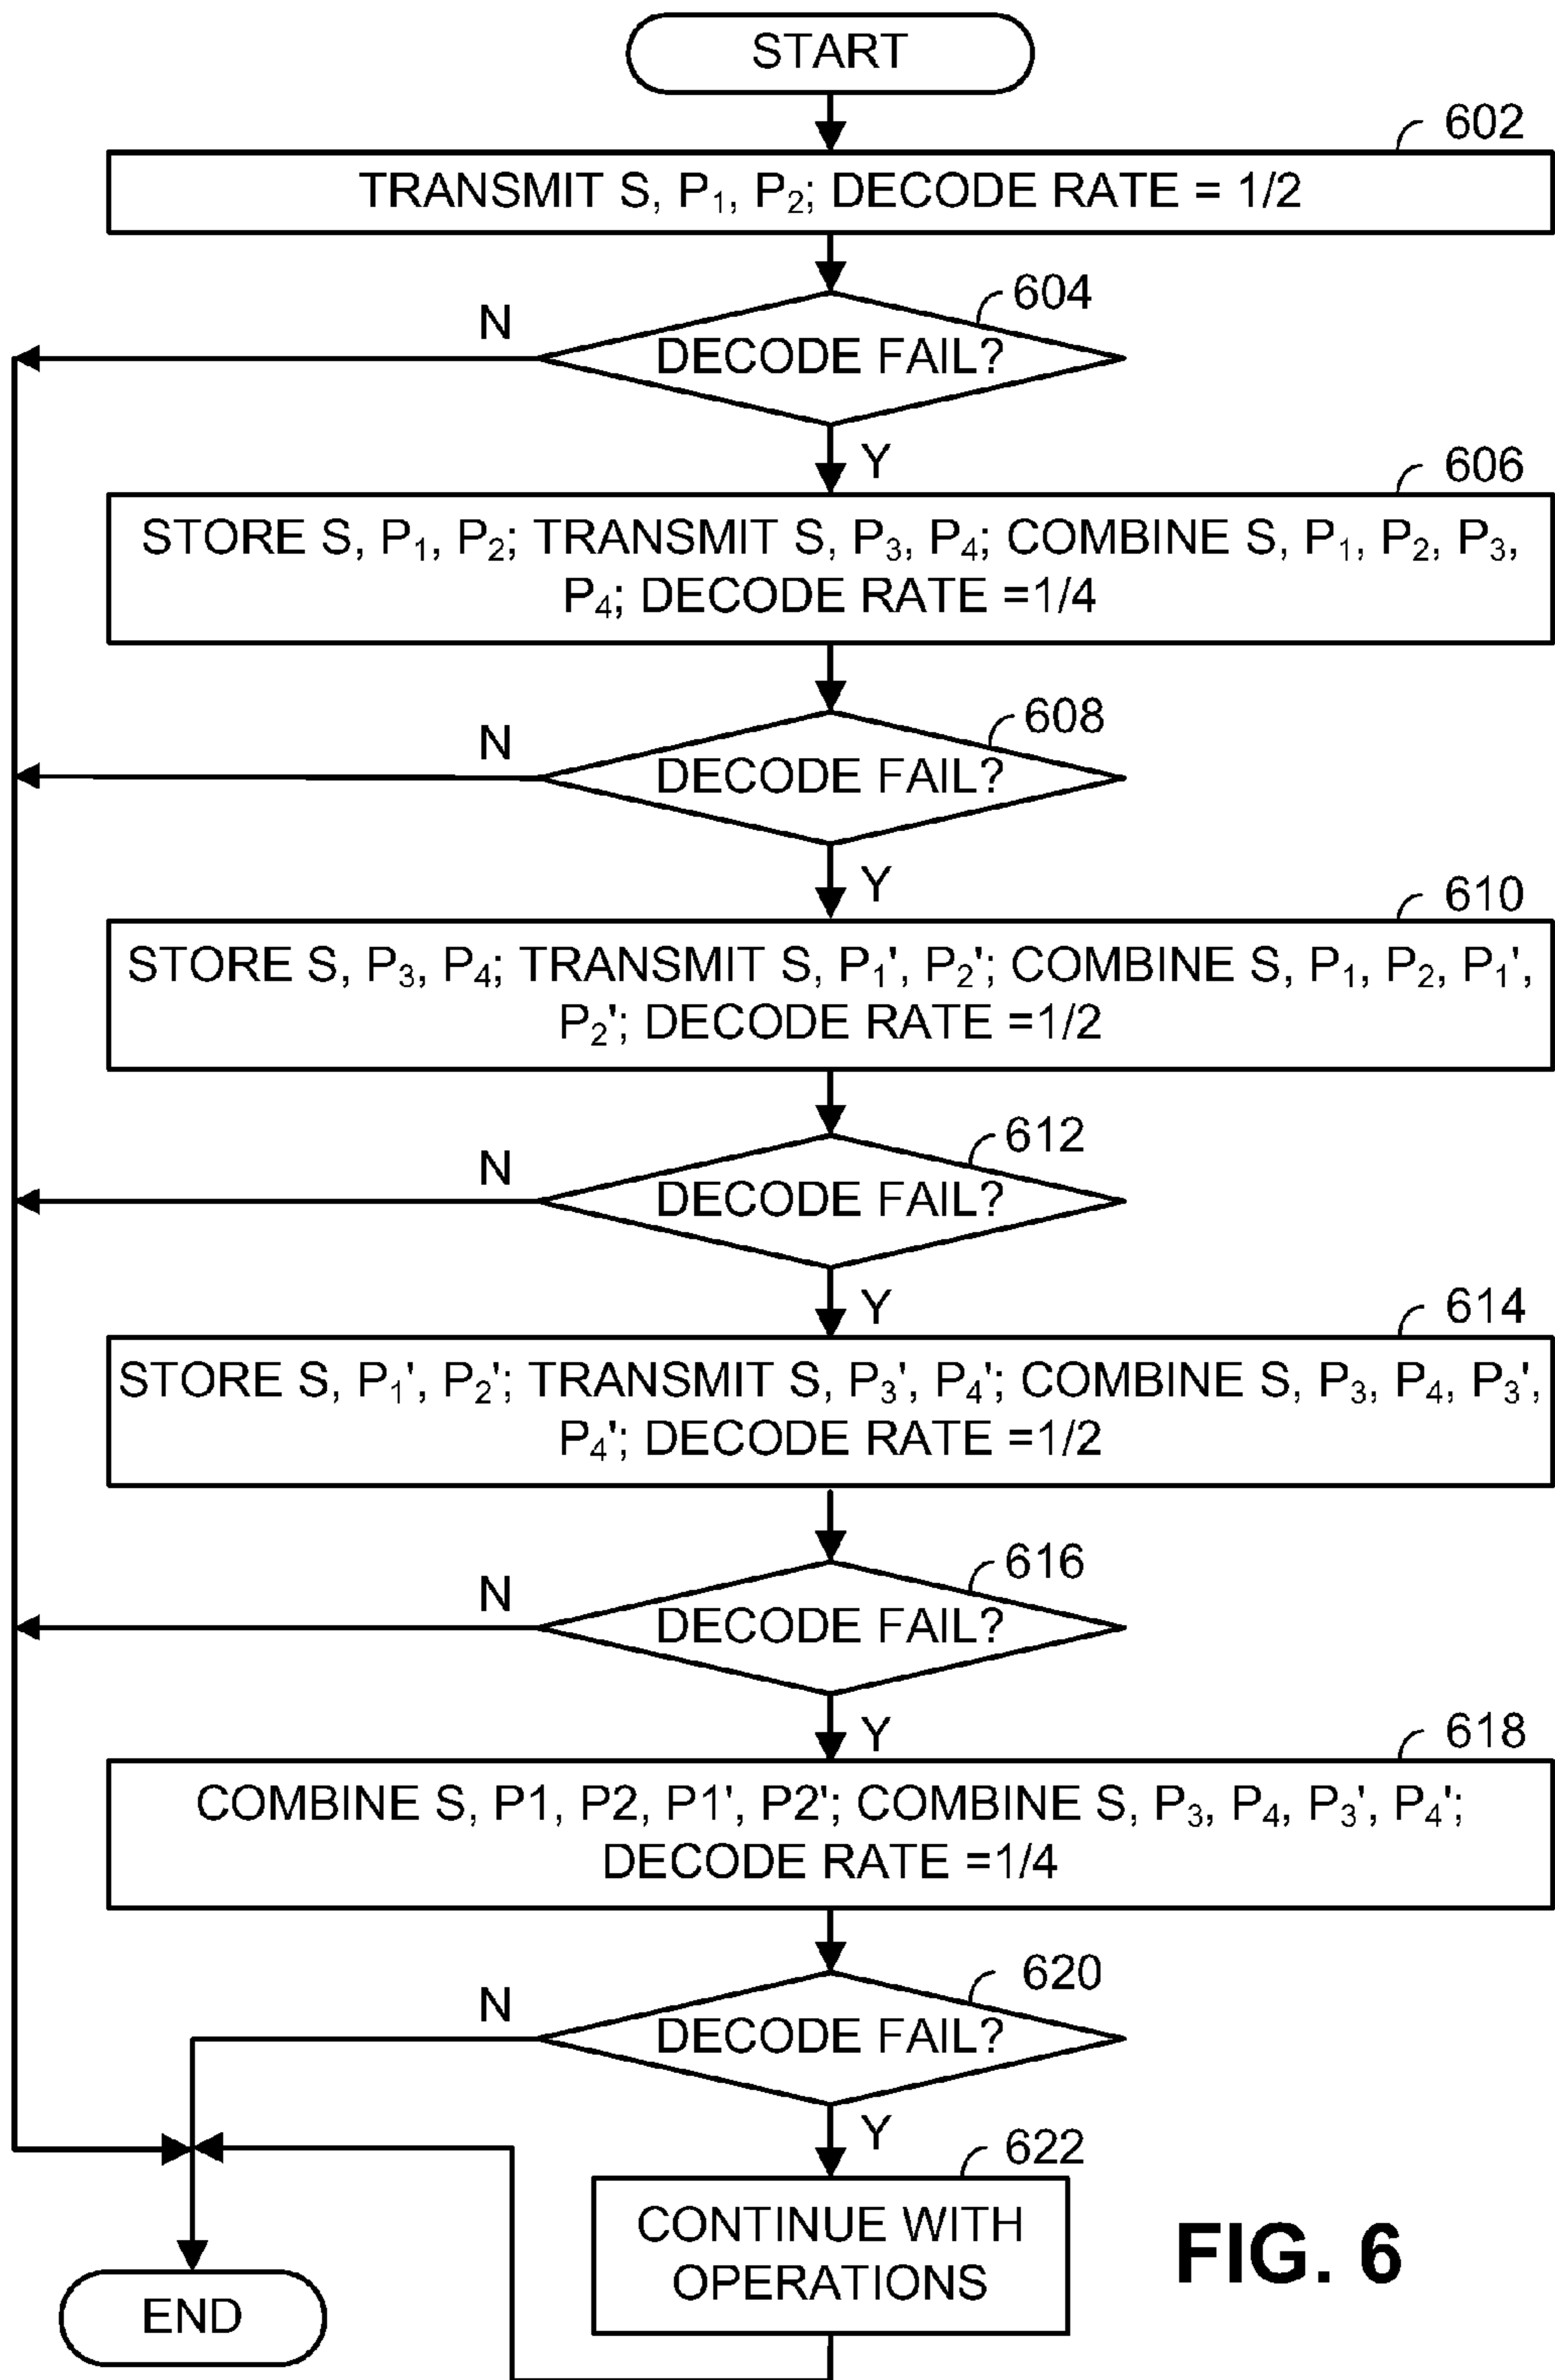 START
602
TRANSMIT S, P₁, P₂; DECODE RATE = 1/2
604
N
DECODE FAIL?
Y
606
STORE S, P₁, P₂; TRANSMIT S, P₃, P₄; COMBINE S, P₁, P₂, P₃,
P₄; DECODE RATE =1/4
608
N
DECODE FAIL?
Y
610
STORE S, P₃, P₄; TRANSMIT S, P₁', P₂'; COMBINE S, P₁, P₂, P₁',
P₂'; DECODE RATE =1/2
612
N
DECODE FAIL?
Y
614
STORE S, P₁', P₂'; TRANSMIT S, P₃', P₄'; COMBINE S, P₃, P₄, P₃',
P₄'; DECODE RATE =1/2
616
N
DECODE FAIL?
Y
618
COMBINE S, P1, P2, P1', P2'; COMBINE S, P₃, P₄, P₃', P₄';
DECODE RATE =1/4
620
N
DECODE FAIL?
Y
622
CONTINUE WITH
OPERATIONS
END
FIG. 6